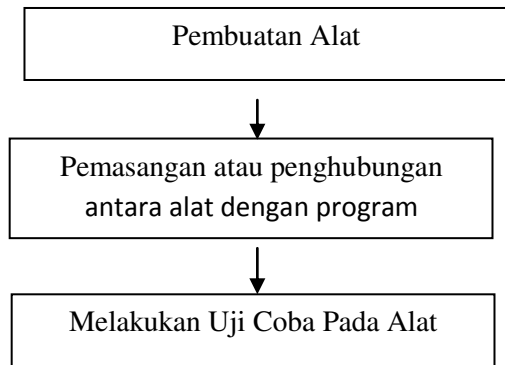 Pembuatan Alat
Pemasangan atau penghubungan
antara alat dengan program
Melakukan Uji Coba Pada Alat